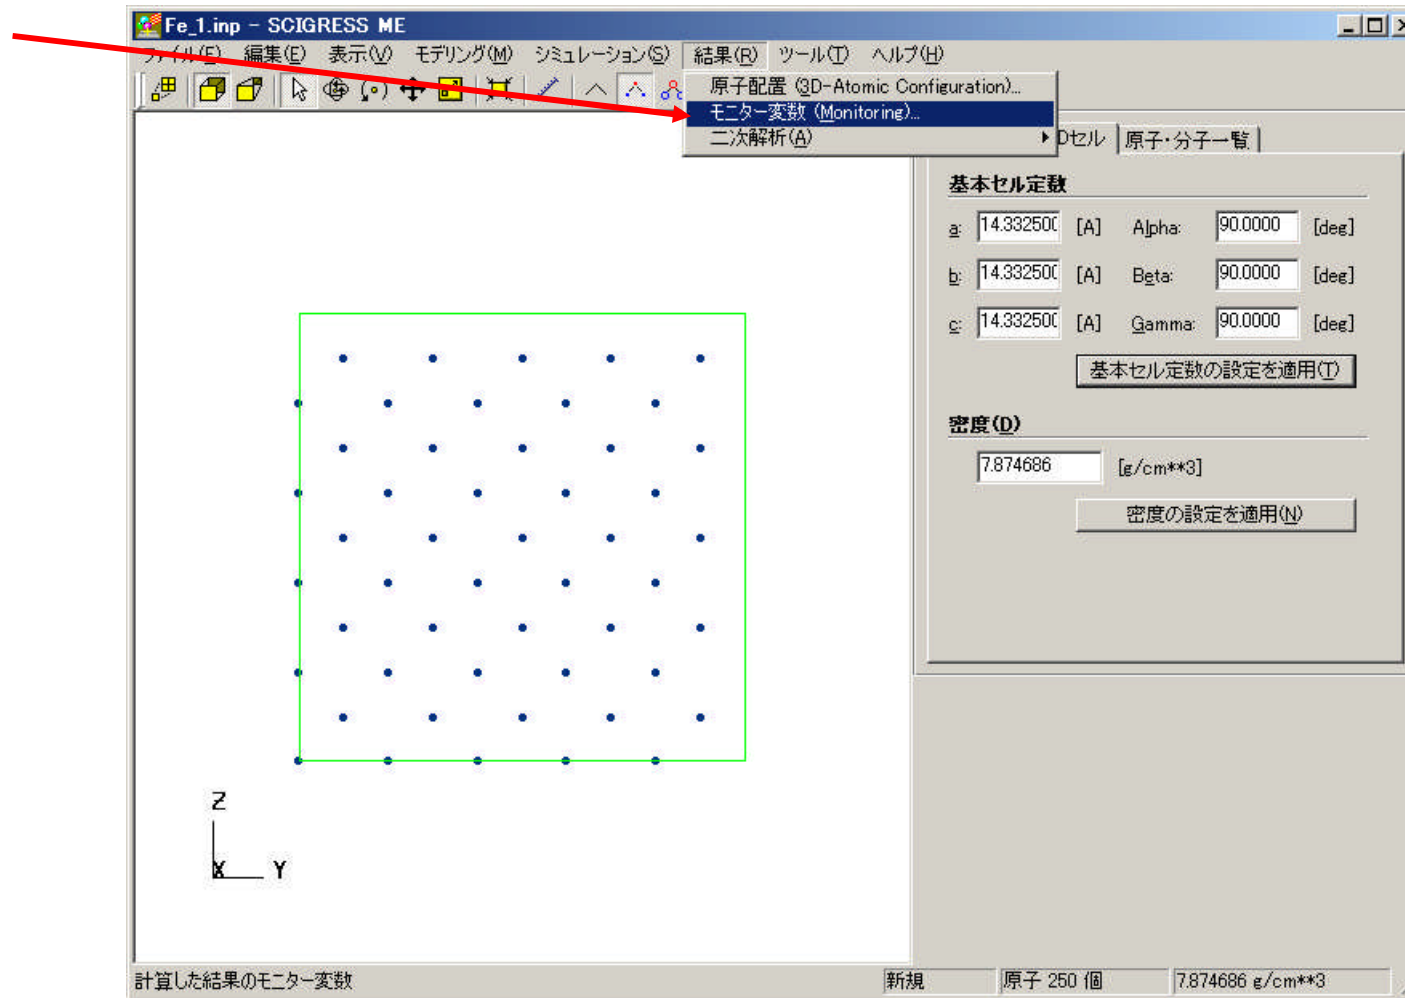 Fe_1.inp - SCIGRESS ME
ファイル(F) 編集(E) 表示(V) モデリング(M) シミュレーション(S) 結果(R) ツール(T) ヘルプ(H)
原子配置 (3D-Atomic Configuration)...
モニター変数 (Monitoring)...
二次解析(A)
Dセル 原子・分子一覧
基本セル定数
a: 14.332500 [A] Alpha: 90.0000 [deg]
b: 14.332500 [A] Beta: 90.0000 [deg]
c: 14.332500 [A] Gamma: 90.0000 [deg]
基本セル定数の設定を適用(T)
密度(D)
7.874686 [g/cm**3]
密度の設定を適用(N)
Z
X Y
計算した結果のモニター変数 新規 原子 250 個 7.874686 g/cm**3